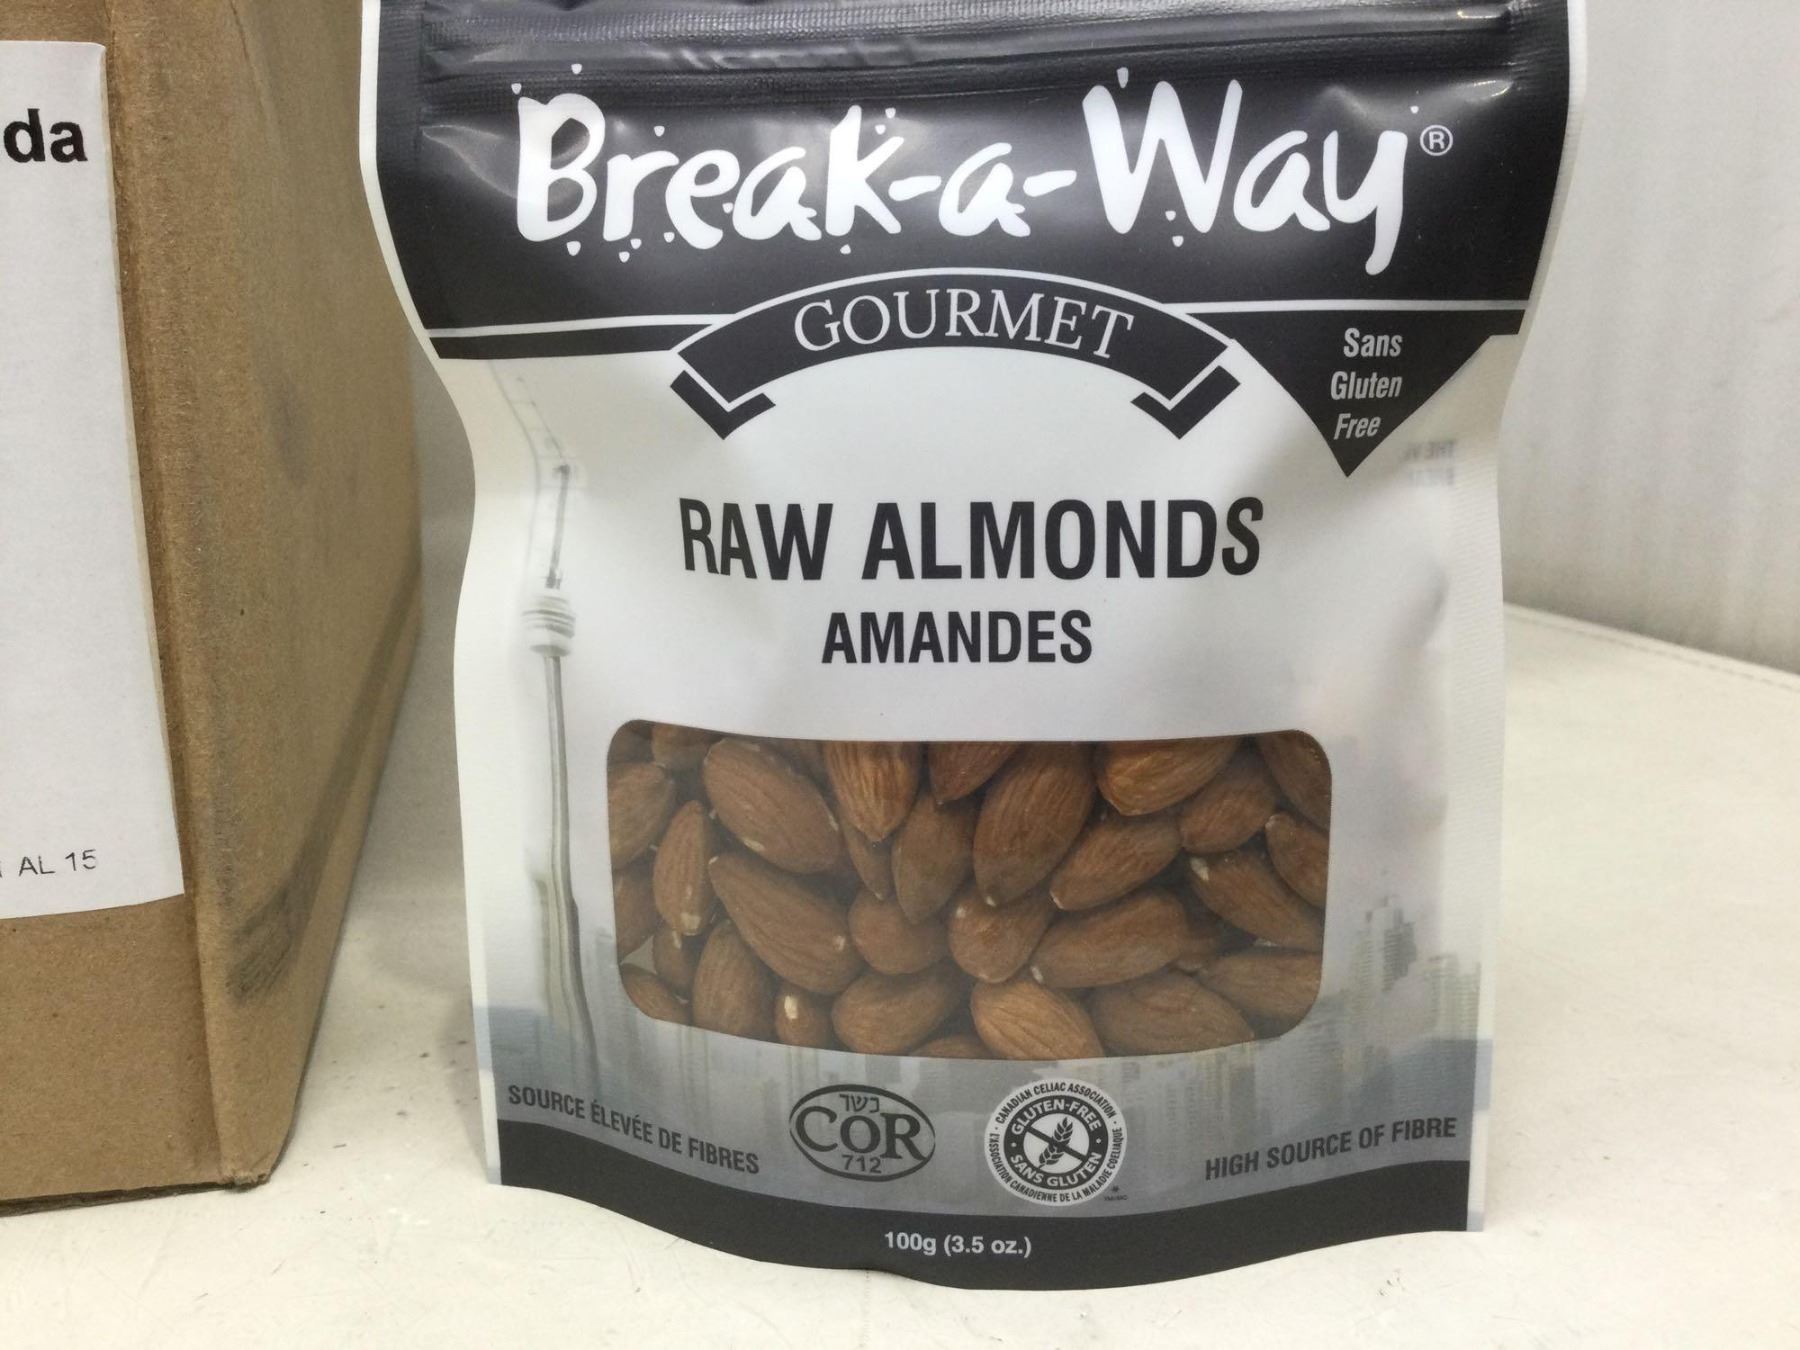 da
AL 15
Break-a-Way®
GOURMET
Sans
Gluten
Free
RAW ALMONDS
AMANDES
SOURCE ÉLEVÉE DE FIBRES
כשר
COR
712
CANADIAN CELIAC ASSOCIATION
L'ASSOCIATION CANADIENNE DE LA MALADIE COELIAQUE
GLUTEN-FREE
SANS GLUTEN
TM/MC
HIGH SOURCE OF FIBRE
100g (3.5 oz.)